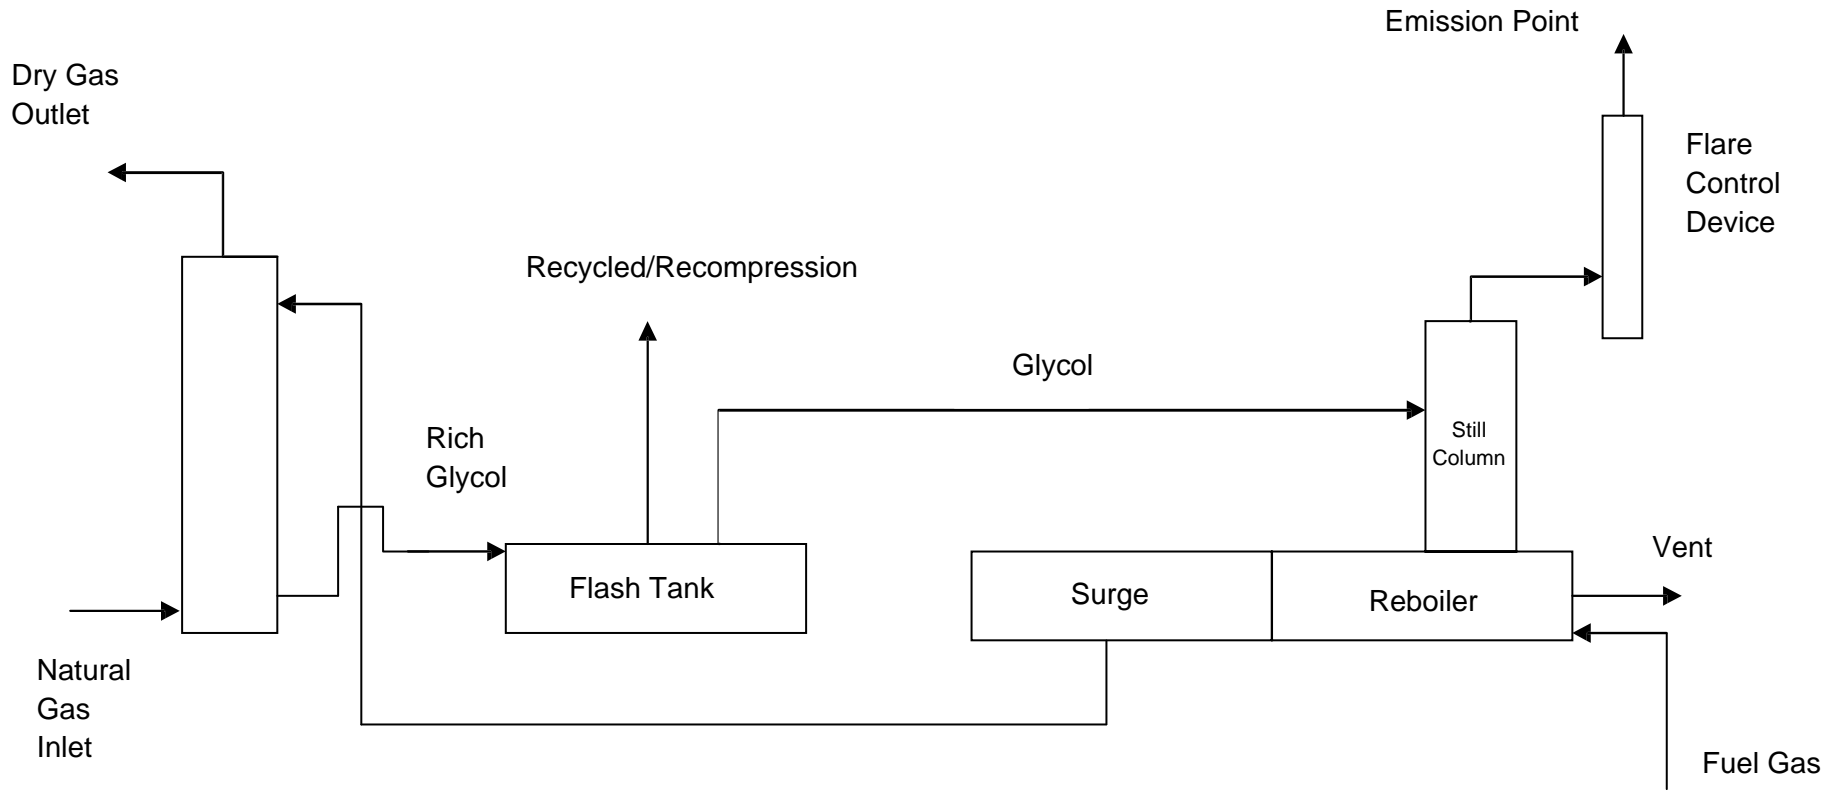 Emission Point
Dry Gas
Outlet
Flare
Control
Device
Recycled/Recompression
Glycol
Rich
Glycol
Still
Column
Flash Tank
Surge
Reboiler
Vent
Natural
Gas
Inlet
Fuel Gas